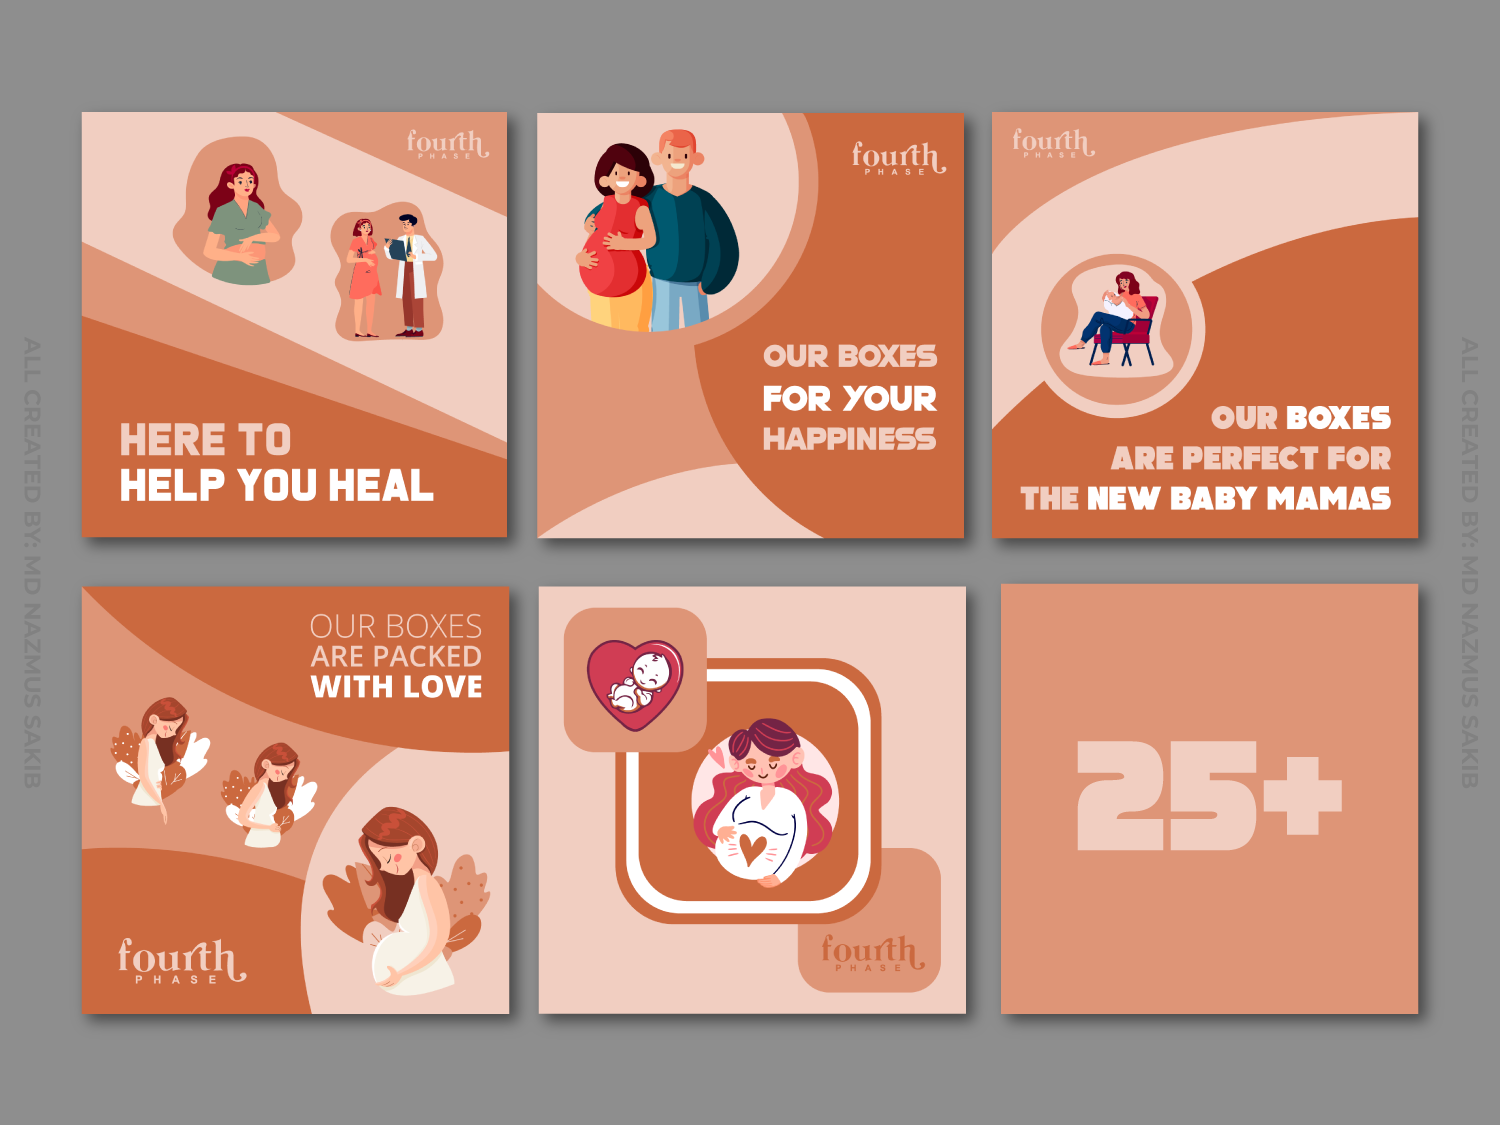 fourth
PHASE
HERE TO
HELP YOU HEAL
fourth
PHASE
OUR BOXES
FOR YOUR
HAPPINESS
fourth
PHASE
OUR BOXES
ARE PERFECT FOR
THE NEW BABY MAMAS
OUR BOXES
ARE PACKED
WITH LOVE
fourth
PHASE
fourth
PHASE
25+
ALL CREATED BY: MD NAZMUS SAKIB
ALL CREATED BY: MD NAZMUS SAKIB